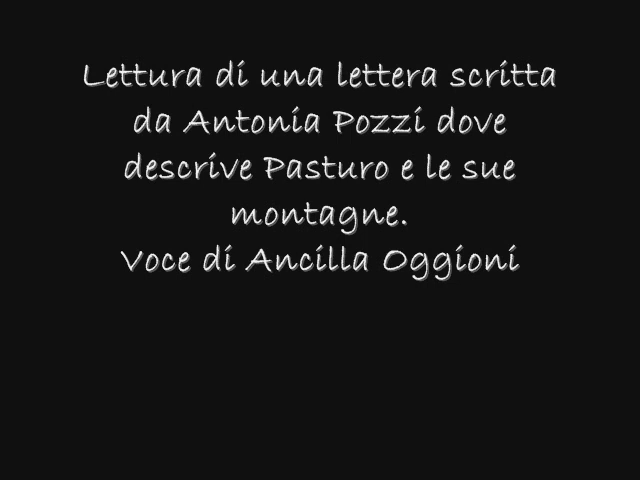 Lettura di una lettera scritta
da Antonia Pozzi dove
descrive Pasturo e le sue
montagne.
Voce di Ancilla Oggioni